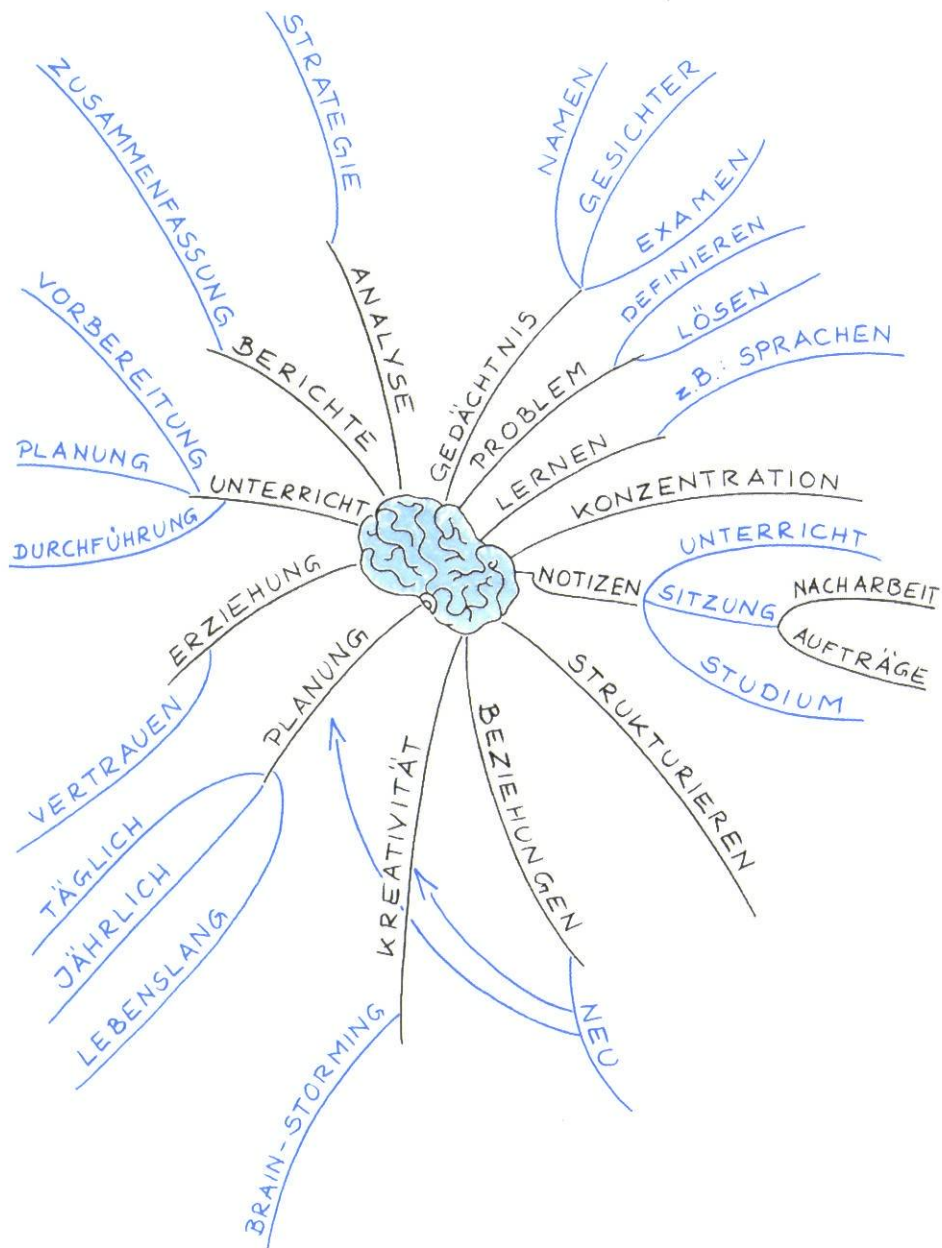 STRATEGIE
ANALYSE
ZUSAMMENFASSUNG
BERICHTE
VORBEREITUNG
PLANUNG
DURCHFÜHRUNG
UNTERRICHT
ERZIEHUNG
VERTRAUEN
PLANUNG
TÄGLICH
JÄHRLICH
LEBENSLANG
KREATIVITÄT
BRAIN-STORMING
BEZIEHUNGEN
NEU
STRUKTURIEREN
NOTIZEN
UNTERRICHT
SITZUNG
NACHARBEIT
AUFTRÄGE
STUDIUM
KONZENTRATION
LERNEN
z.B.: SPRACHEN
PROBLEM
DEFINIEREN
LÖSEN
GEDÄCHTNIS
NAMEN
GESICHTER
EXAMEN